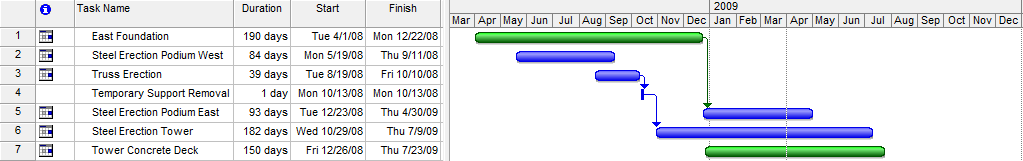 2009
Task Name Duration Start Finish Mar Apr May Jun Jul Aug Sep Oct Nov Dec Jan Feb Mar Apr May Jun Jul Aug Sep Oct Nov Dec
1 East Foundation 190 days Tue 4/1/08 Mon 12/22/08
2 Steel Erection Podium West 84 days Mon 5/19/08 Thu 9/11/08
3 Truss Erection 39 days Tue 8/19/08 Fri 10/10/08
4 Temporary Support Removal 1 day Mon 10/13/08 Mon 10/13/08
5 Steel Erection Podium East 93 days Tue 12/23/08 Thu 4/30/09
6 Steel Erection Tower 182 days Wed 10/29/08 Thu 7/9/09
7 Tower Concrete Deck 150 days Fri 12/26/08 Thu 7/23/09